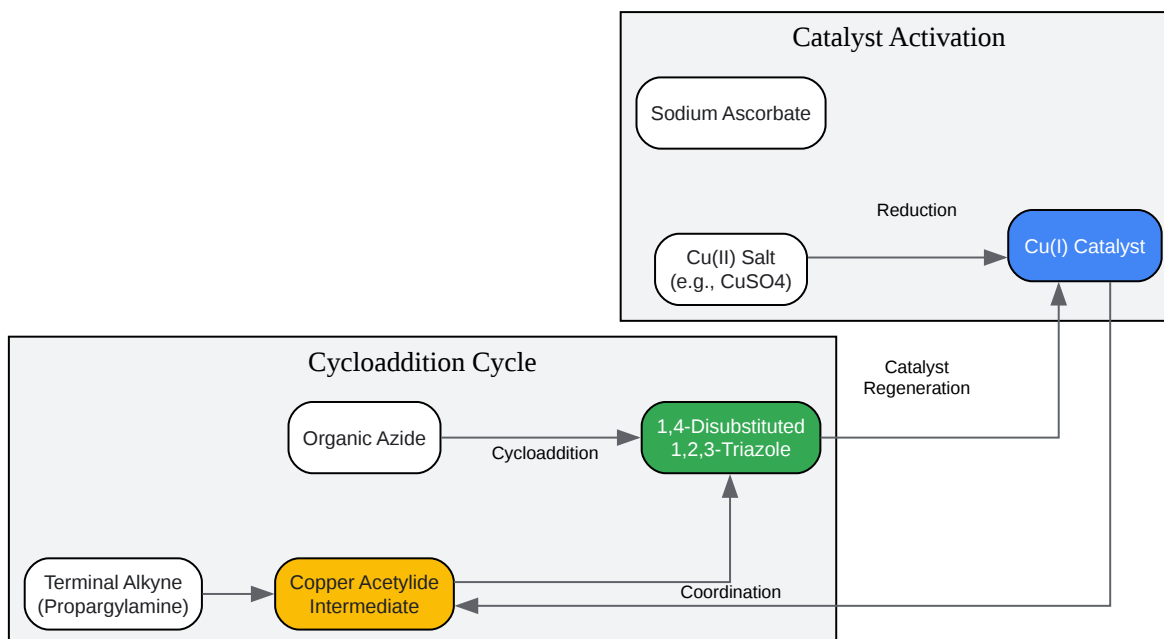 Catalyst Activation
Sodium Ascorbate
Reduction
Cu(II) Salt
(e.g., CuSO4)
Cu(I) Catalyst
Cycloaddition Cycle
Catalyst
Regeneration
Organic Azide
Cycloaddition
1,4-Disubstituted
1,2,3-Triazole
Terminal Alkyne
(Propargylamine)
Copper Acetylide
Intermediate
Coordination